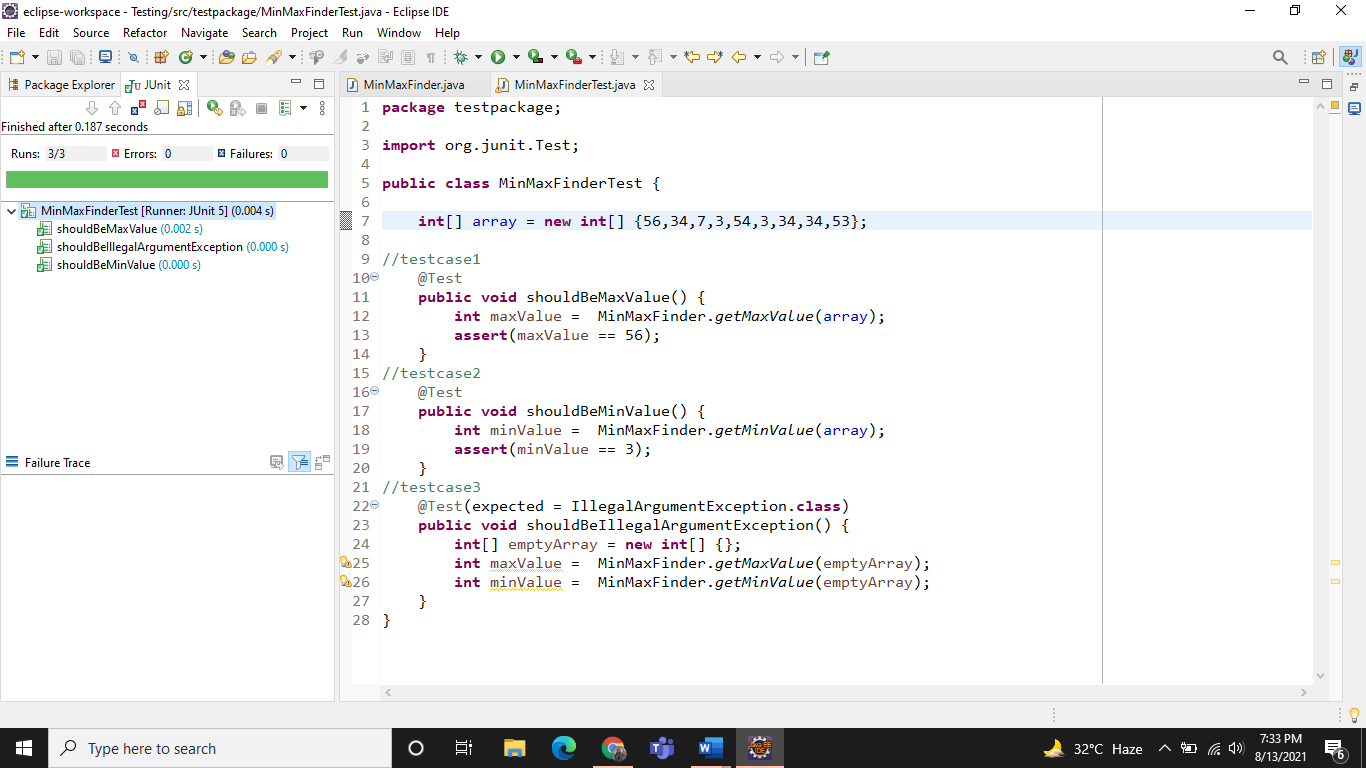 eclipse-workspace - Testing/src/testpackage/MinMaxFinderTest.java - Eclipse IDE
File Edit Source Refactor Navigate Search Project Run Window Help
Package Explorer JUnit
Finished after 0.187 seconds
Runs: 3/3 Errors: 0 Failures: 0
MinMaxFinderTest [Runner: JUnit 5] (0.004 s)
shouldBeMaxValue (0.002 s)
shouldBeIllegalArgumentException (0.000 s)
shouldBeMinValue (0.000 s)
Failure Trace
MinMaxFinder.java MinMaxFinderTest.java
1 package testpackage;
2
3 import org.junit.Test;
4
5 public class MinMaxFinderTest {
6
7     int[] array = new int[] {56,34,7,3,54,3,34,34,53};
8
9 //testcase1
10     @Test
11     public void shouldBeMaxValue() {
12         int maxValue =  MinMaxFinder.getMaxValue(array);
13         assert(maxValue == 56);
14     }
15 //testcase2
16     @Test
17     public void shouldBeMinValue() {
18         int minValue =  MinMaxFinder.getMinValue(array);
19         assert(minValue == 3);
20     }
21 //testcase3
22     @Test(expected = IllegalArgumentException.class)
23     public void shouldBeIllegalArgumentException() {
24         int[] emptyArray = new int[] {};
25         int maxValue =  MinMaxFinder.getMaxValue(emptyArray);
26         int minValue =  MinMaxFinder.getMinValue(emptyArray);
27     }
28 }
Type here to search
32°C Haze
7:33 PM
8/13/2021
6